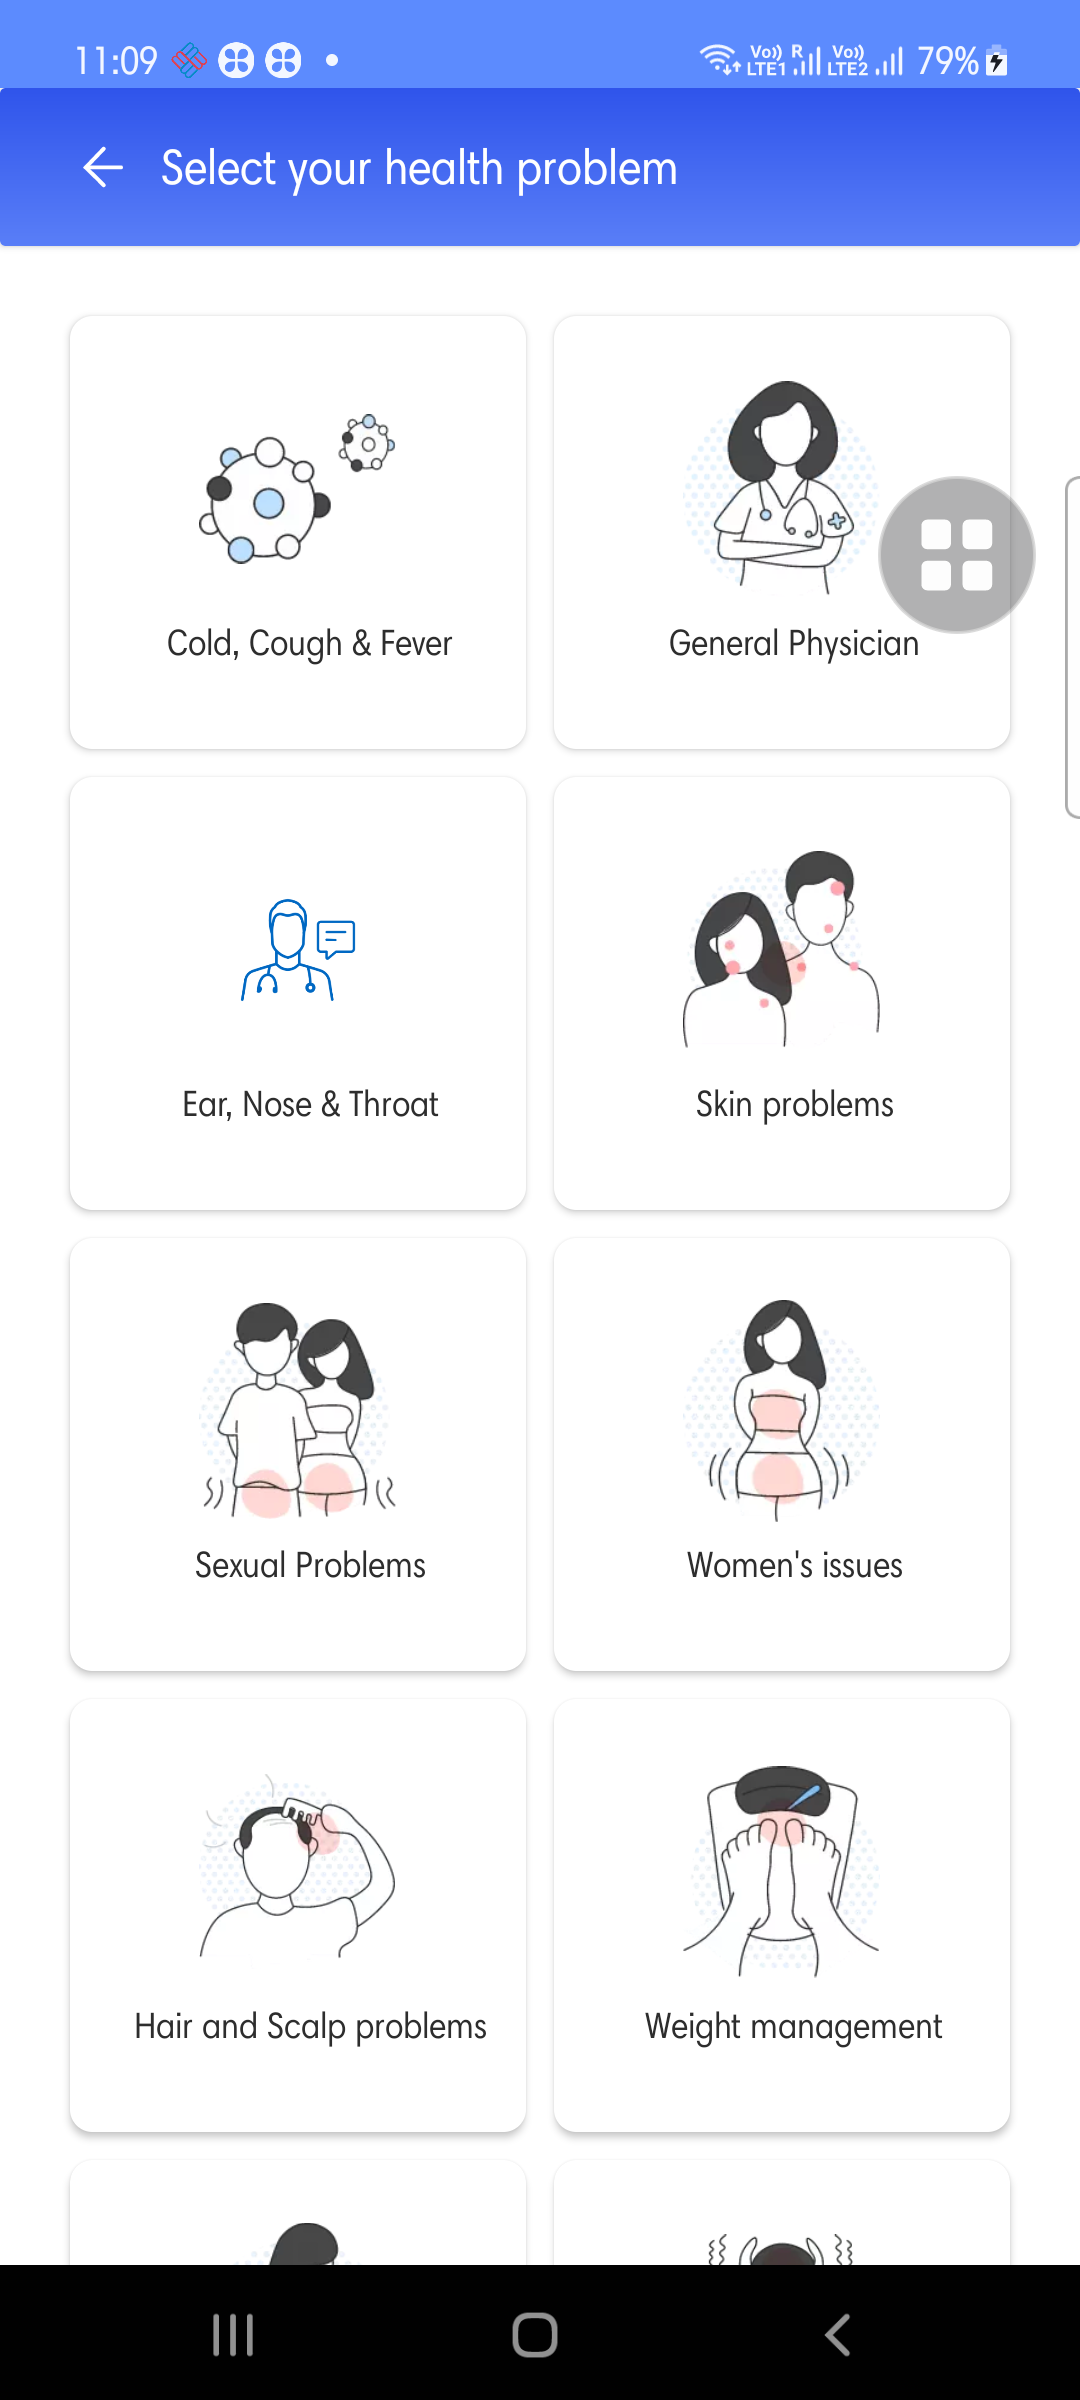 11:09
Vo)) R Vo)) 79%
LTE1 LTE2
Select your health problem
Cold, Cough & Fever
General Physician
Ear, Nose & Throat
Skin problems
Sexual Problems
Women's issues
Hair and Scalp problems
Weight management